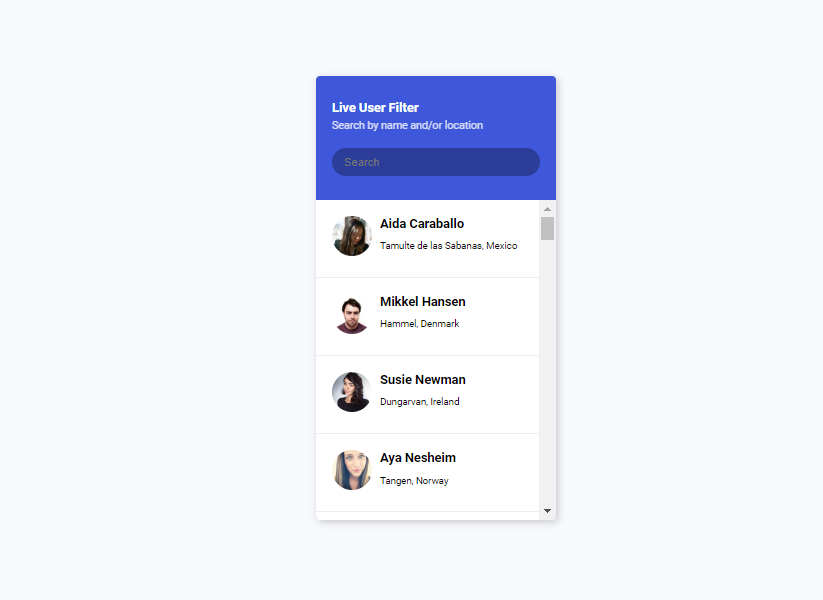 Live User Filter
Search by name and/or location
Search
Aida Caraballo
Tamulte de las Sabanas, Mexico
Mikkel Hansen
Hammel, Denmark
Susie Newman
Dungarvan, Ireland
Aya Nesheim
Tangen, Norway